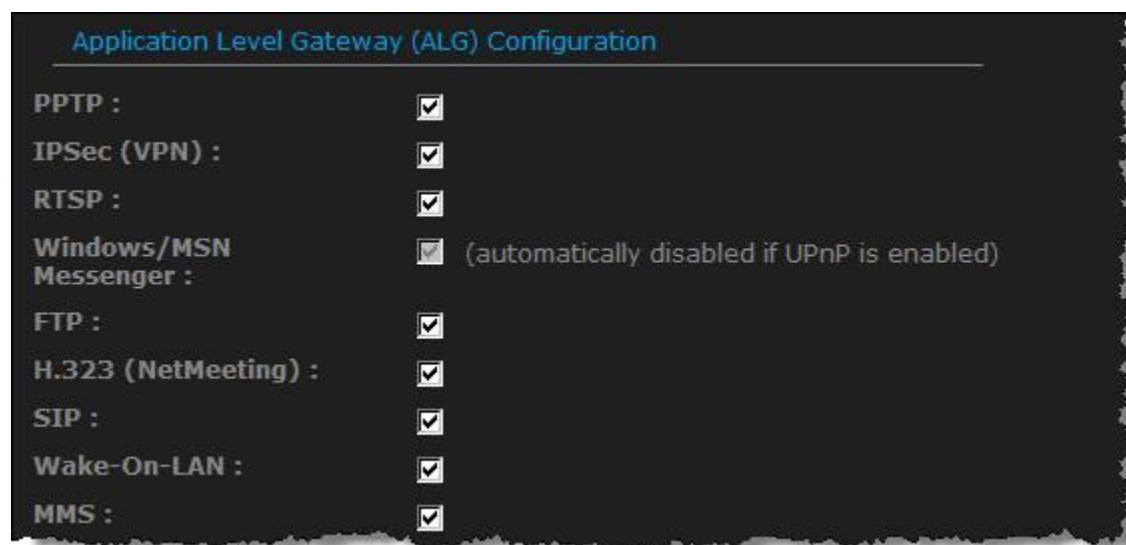 Application Level Gateway (ALG) Configuration
PPTP :
IPSec (VPN) :
RTSP :
Windows/MSN
Messenger :
(automatically disabled if UPnP is enabled)
FTP :
H.323 (NetMeeting) :
SIP :
Wake-On-LAN :
MMS :